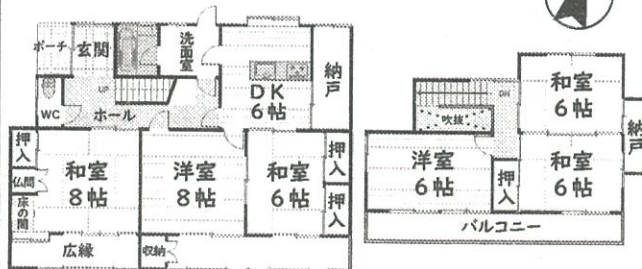 ポーチ
玄関
洗面室
UP
DK
6帖
納戸
WC
ホール
押入
仏間
床の間
和室
8帖
洋室
8帖
和室
6帖
押入
押入
広縁
収納
DN
吹抜
和室
6帖
洋室
6帖
押入
和室
6帖
納戸
バルコニー